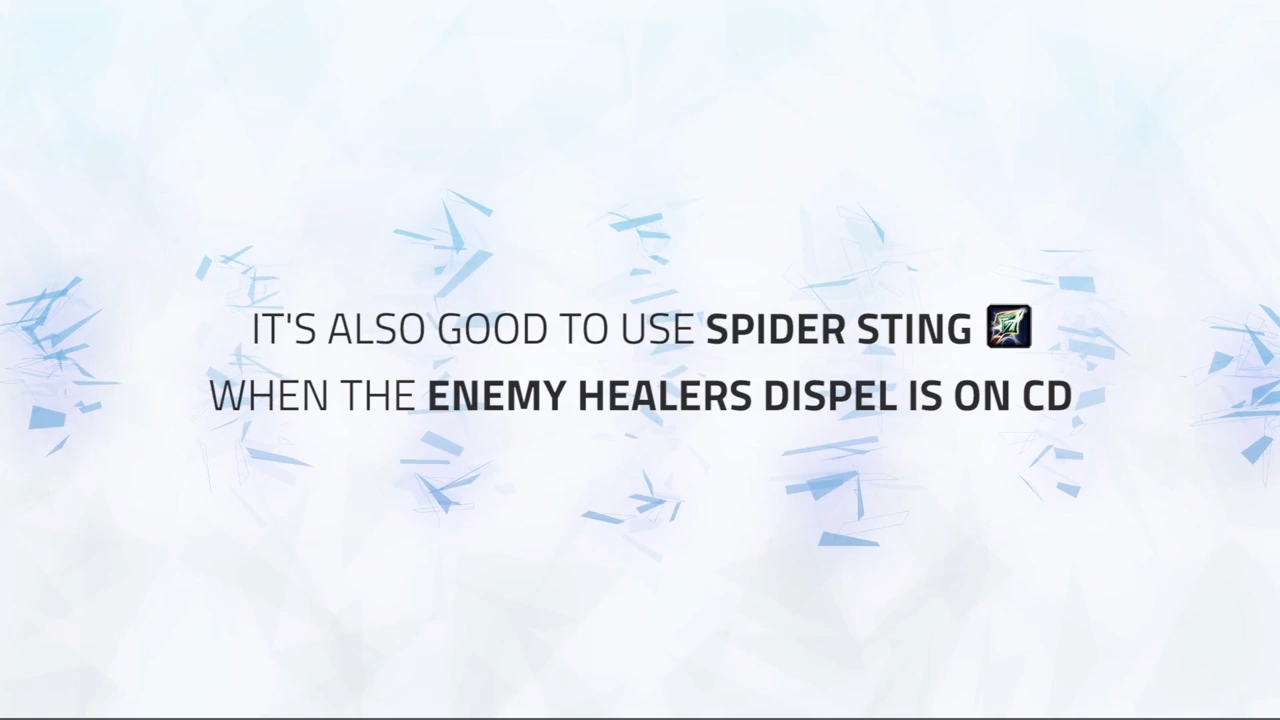 IT'S ALSO GOOD TO USE SPIDER STING
WHEN THE ENEMY HEALERS DISPEL IS ON CD